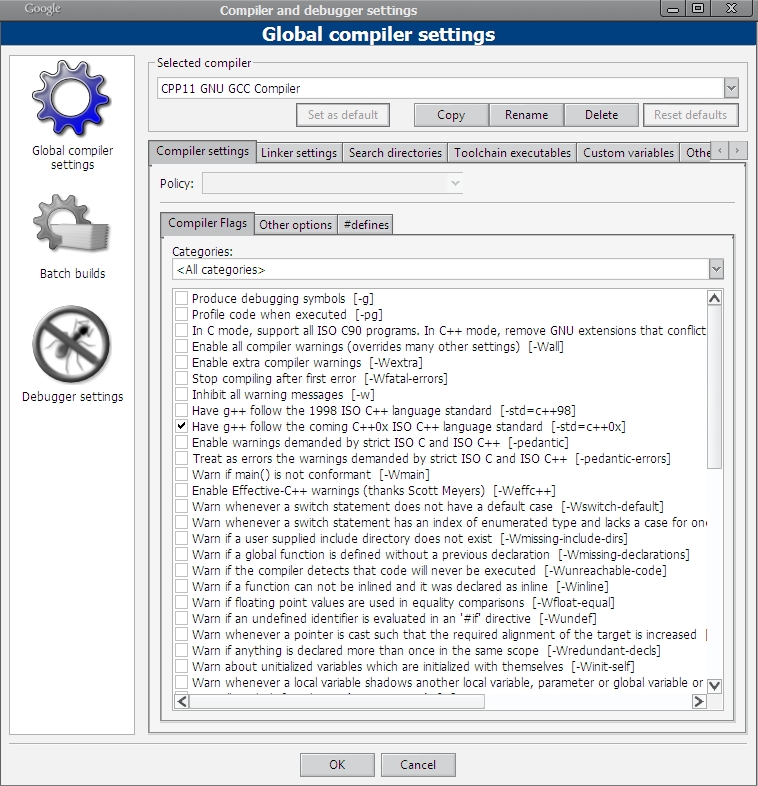 Google
Compiler and debugger settings
Global compiler settings
Selected compiler
CPP11 GNU GCC Compiler
Set as default
Copy
Rename
Delete
Reset defaults
Global compiler
settings
Batch builds
Debugger settings
Compiler settings
Linker settings
Search directories
Toolchain executables
Custom variables
Othe
Policy:
Compiler Flags
Other options
#defines
Categories:
<All categories>
Produce debugging symbols [-g]
Profile code when executed [-pg]
In C mode, support all ISO C90 programs. In C++ mode, remove GNU extensions that conflict
Enable all compiler warnings (overrides many other settings) [-Wall]
Enable extra compiler warnings [-Wextra]
Stop compiling after first error [-Wfatal-errors]
Inhibit all warning messages [-w]
Have g++ follow the 1998 ISO C++ language standard [-std=c++98]
Have g++ follow the coming C++0x ISO C++ language standard [-std=c++0x]
Enable warnings demanded by strict ISO C and ISO C++ [-pedantic]
Treat as errors the warnings demanded by strict ISO C and ISO C++ [-pedantic-errors]
Warn if main() is not conformant [-Wmain]
Enable Effective-C++ warnings (thanks Scott Meyers) [-Weffc++]
Warn whenever a switch statement does not have a default case [-Wswitch-default]
Warn whenever a switch statement has an index of enumerated type and lacks a case for one
Warn if a user supplied include directory does not exist [-Wmissing-include-dirs]
Warn if a global function is defined without a previous declaration [-Wmissing-declarations]
Warn if the compiler detects that code will never be executed [-Wunreachable-code]
Warn if a function can not be inlined and it was declared as inline [-Winline]
Warn if floating point values are used in equality comparisons [-Wfloat-equal]
Warn if an undefined identifier is evaluated in an '#if' directive [-Wundef]
Warn whenever a pointer is cast such that the required alignment of the target is increased [
Warn if anything is declared more than once in the same scope [-Wredundant-decls]
Warn about unitialized variables which are initialized with themselves [-Winit-self]
Warn whenever a local variable shadows another local variable, parameter or global variable or
OK
Cancel